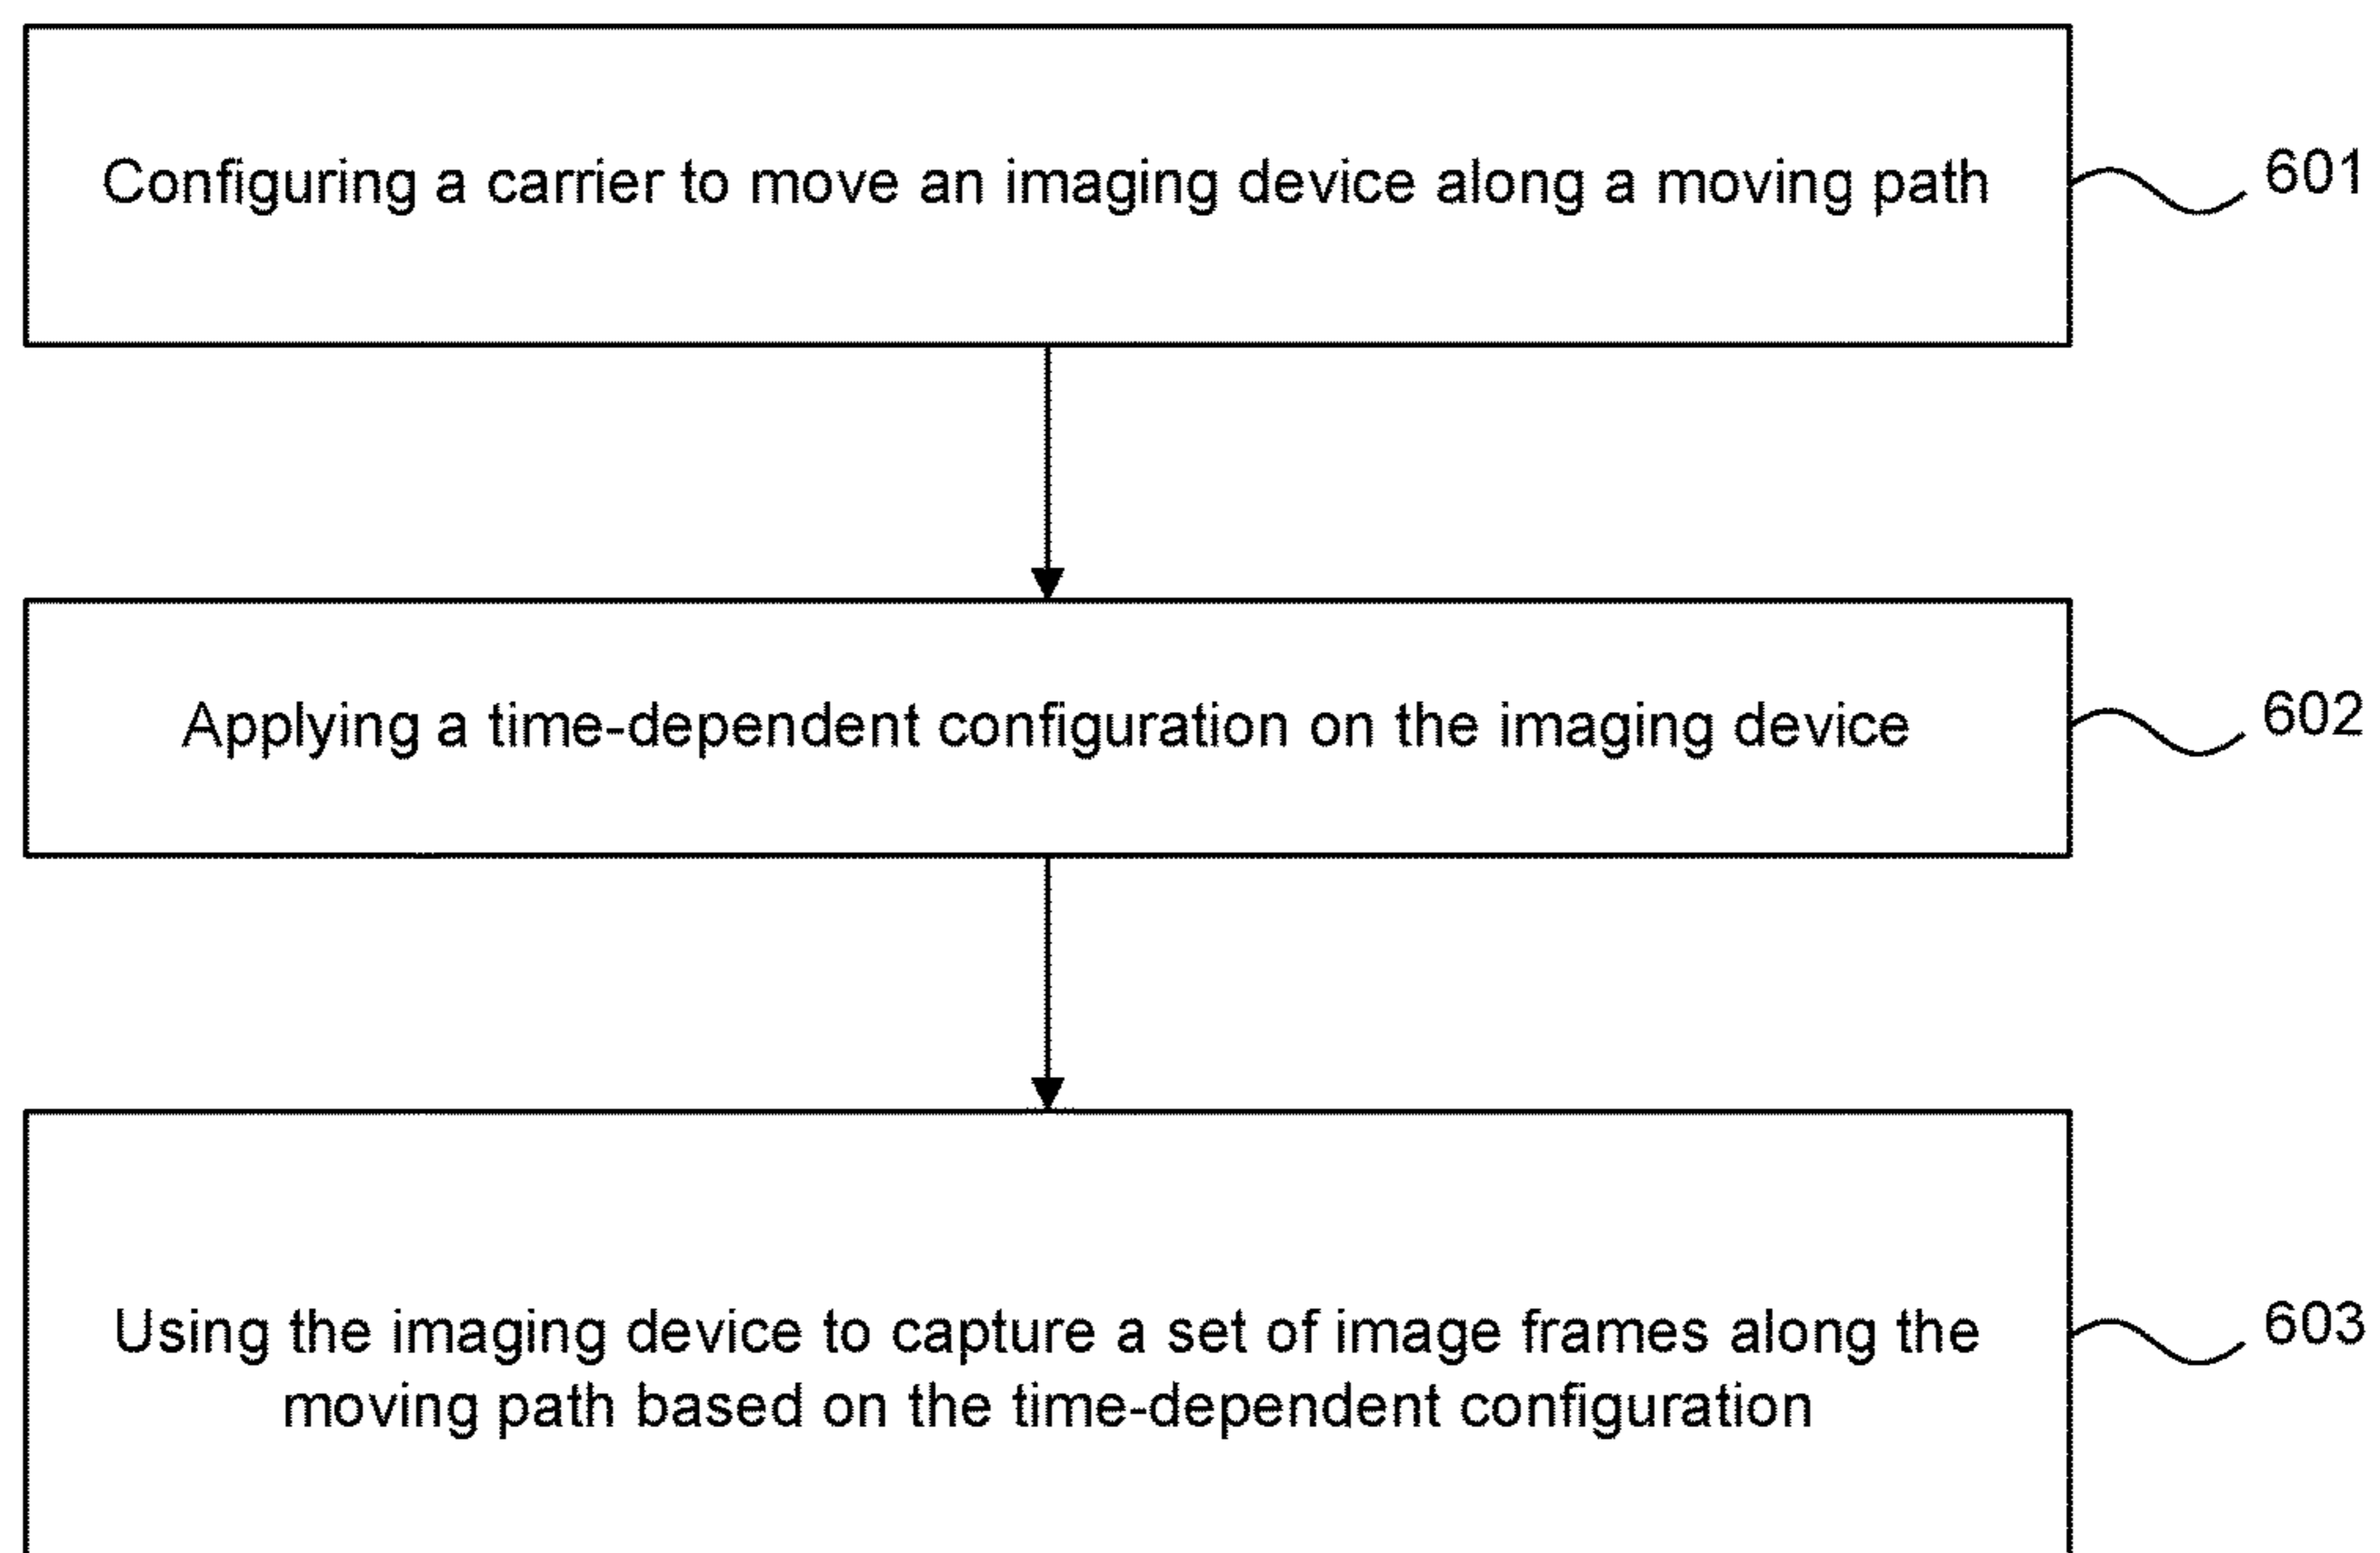 Configuring a carrier to move an imaging device along a moving path
601
Applying a time-dependent configuration on the imaging device
602
Using the imaging device to capture a set of image frames along the
moving path based on the time-dependent configuration
603